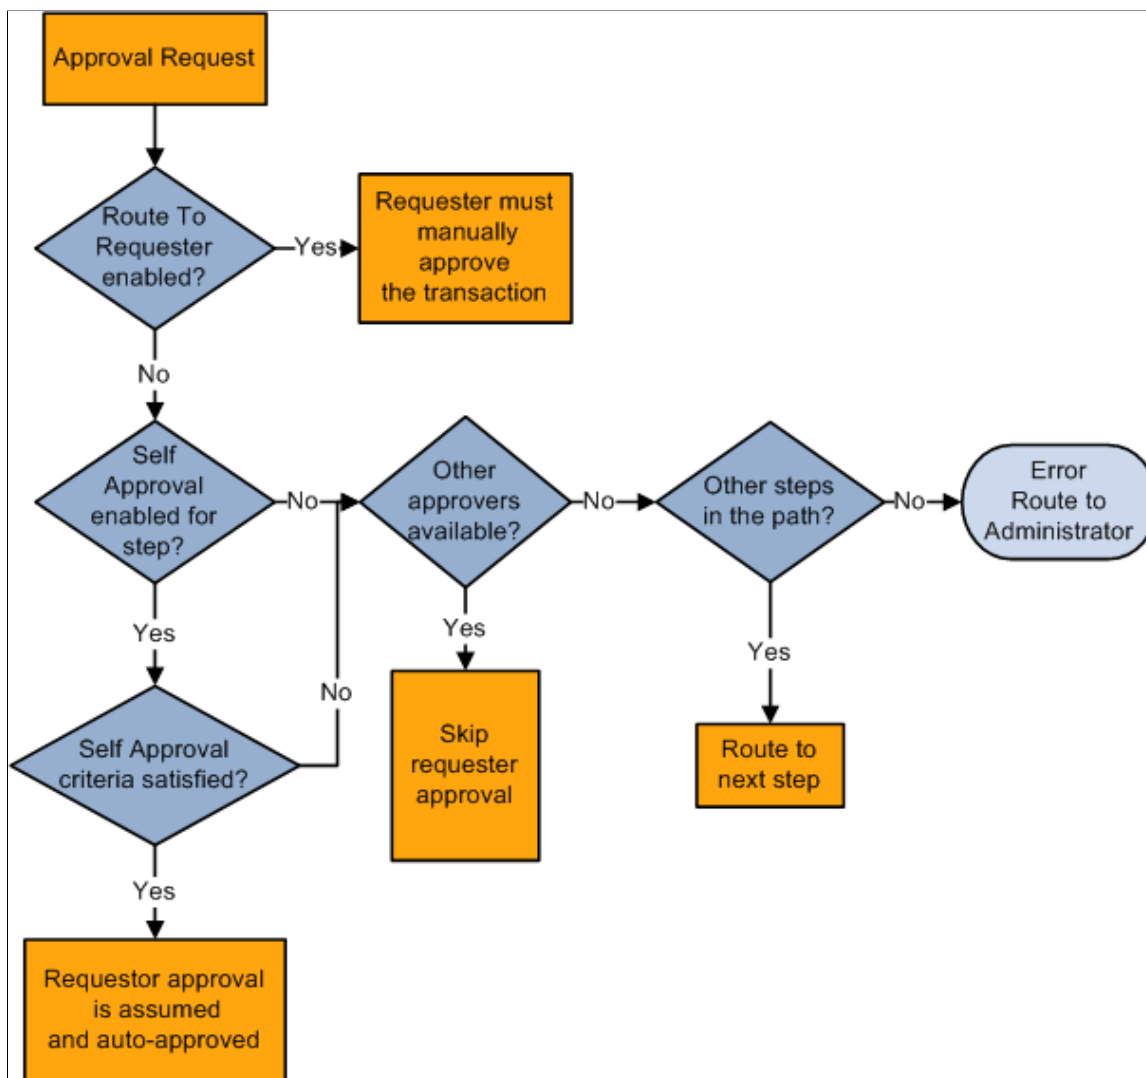 Approval Request
Route To
Requester
enabled?
Yes
Requester must
manually
approve
the transaction
No
Self
Approval
enabled for
step?
No
Other
approvers
available?
No
Other steps
in the path?
No
Error
Route to
Administrator
Yes
Yes
Yes
No
Self Approval
criteria satisfied?
Skip
requester
approval
Route to
next step
Yes
Requestor approval
is assumed
and auto-approved